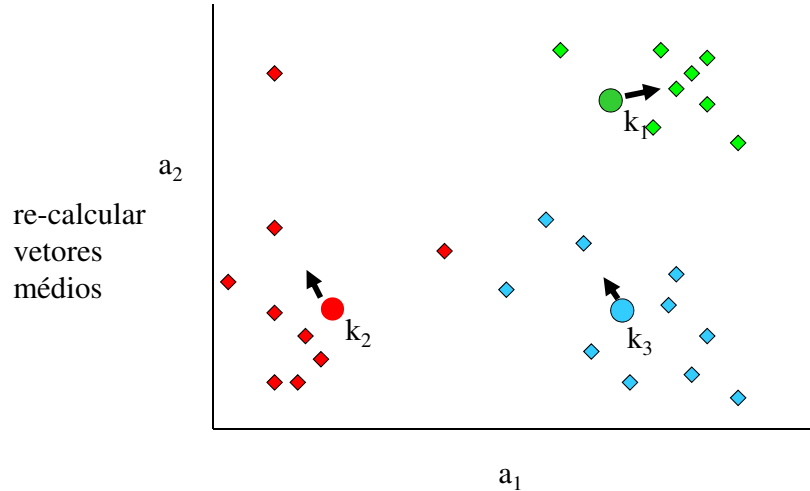 a₂
re-calcular
vetores
médios
k₁
k₂
k₃
a₁